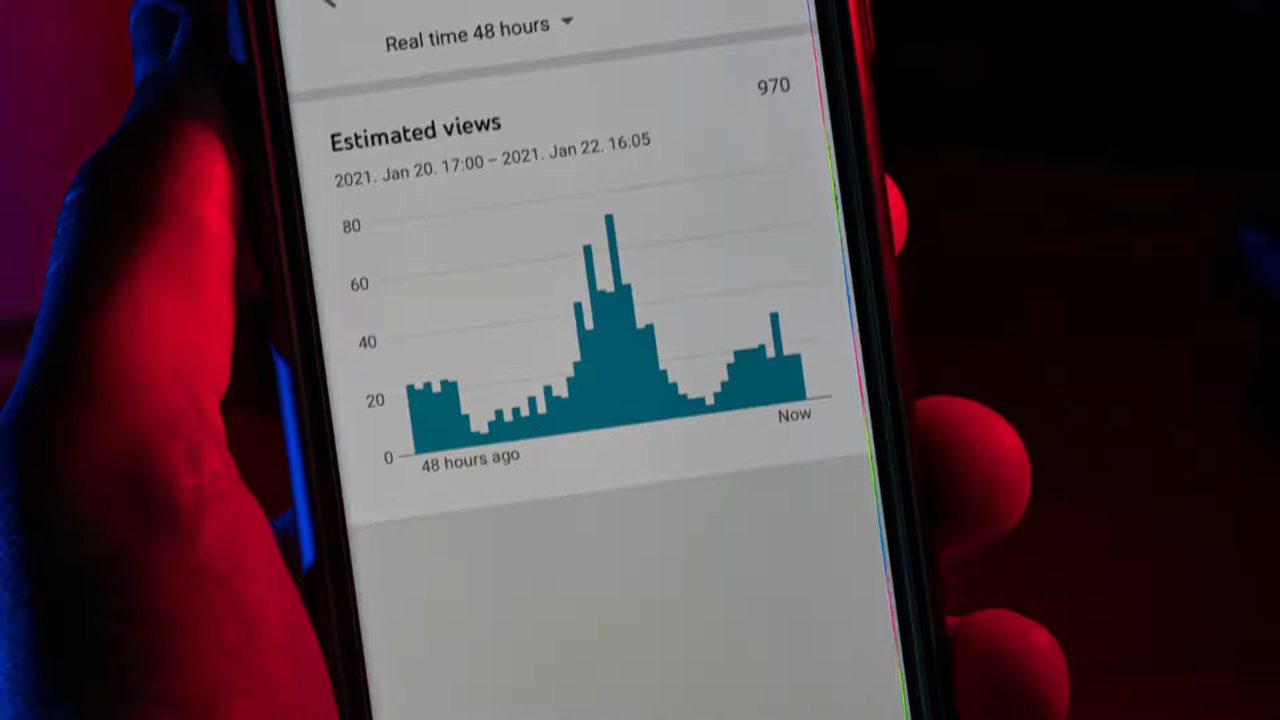 Real time 48 hours
970
Estimated views
2021. Jan 20. 17:00 – 2021. Jan 22. 16:05
80
60
40
20
0
48 hours ago
Now